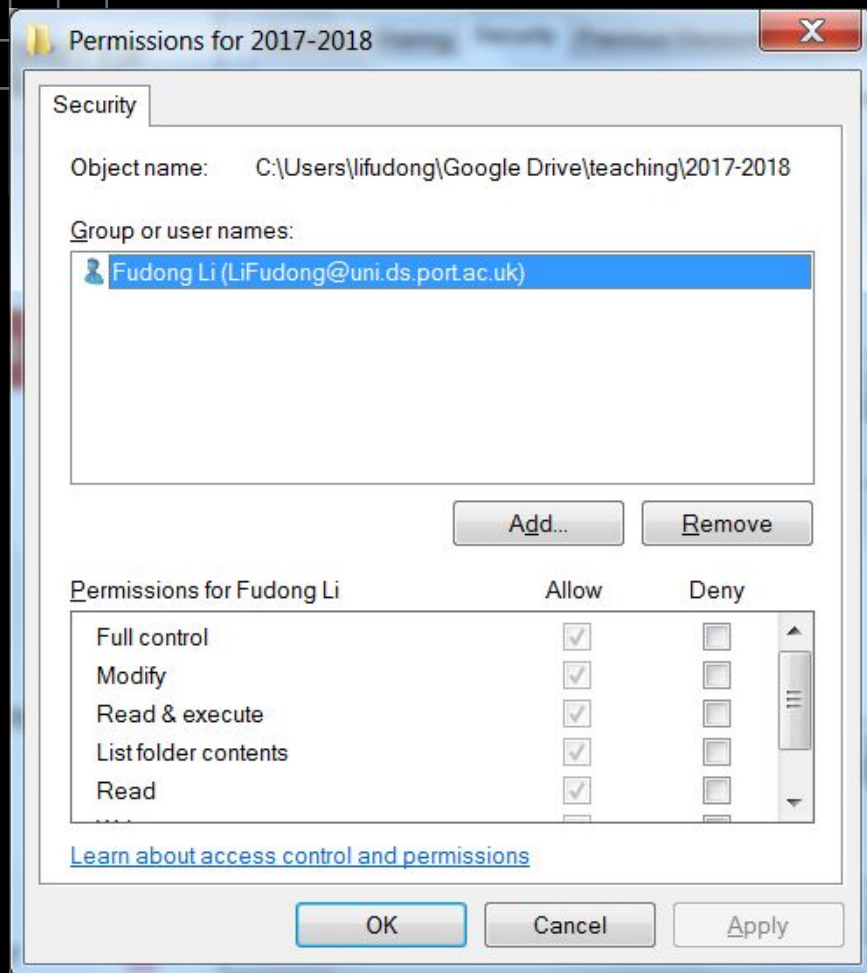 Permissions for 2017-2018
Security
Object name: C:\Users\lifudong\Google Drive\teaching\2017-2018
Group or user names:
Fudong Li (LiFudong@uni.ds.port.ac.uk)
Add... Remove
Permissions for Fudong Li Allow Deny
Full control
Modify
Read & execute
List folder contents
Read
Learn about access control and permissions
OK Cancel Apply